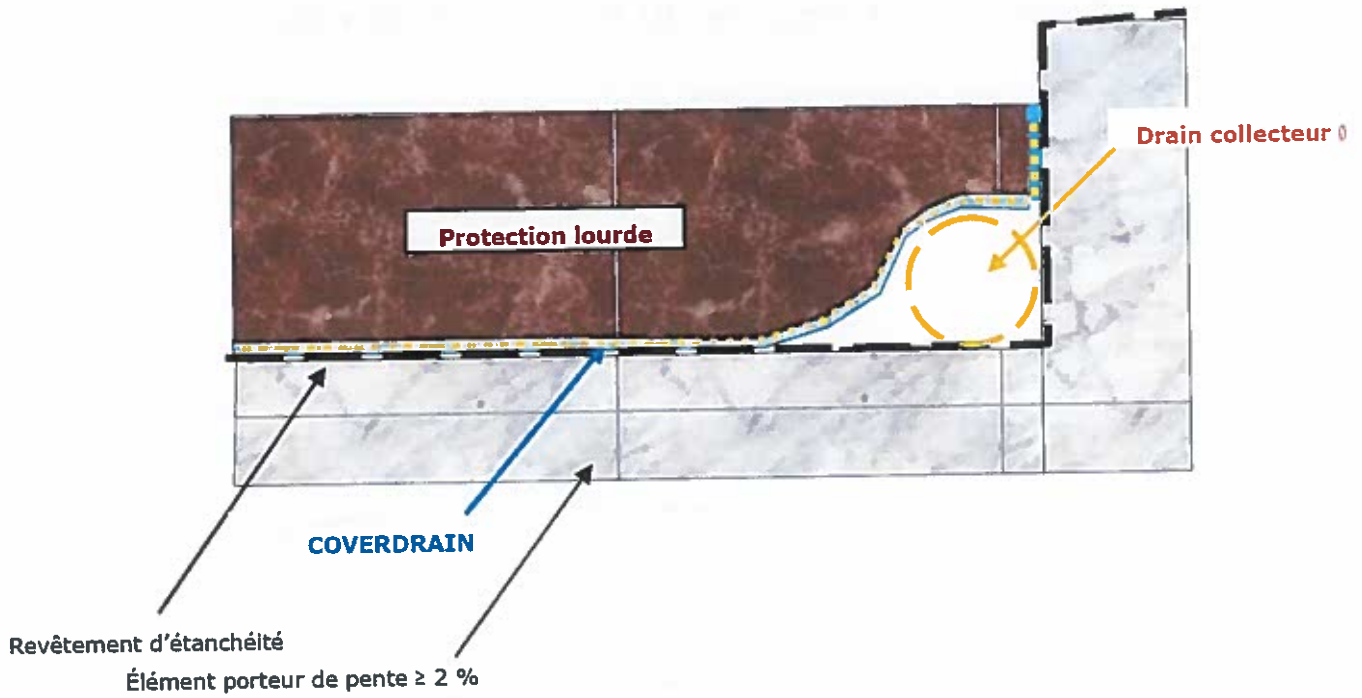 Drain collecteur
Protection lourde
COVERDRAIN
Revêtement d'étanchéité
Élément porteur de pente ≥ 2 %